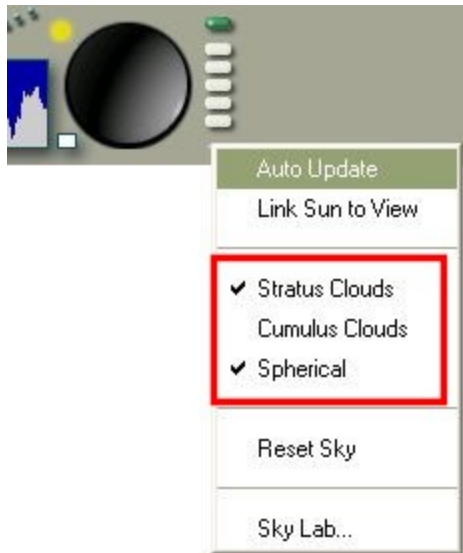 Auto Update
Link Sun to View
Stratus Clouds
Cumulus Clouds
Spherical
Reset Sky
Sky Lab...